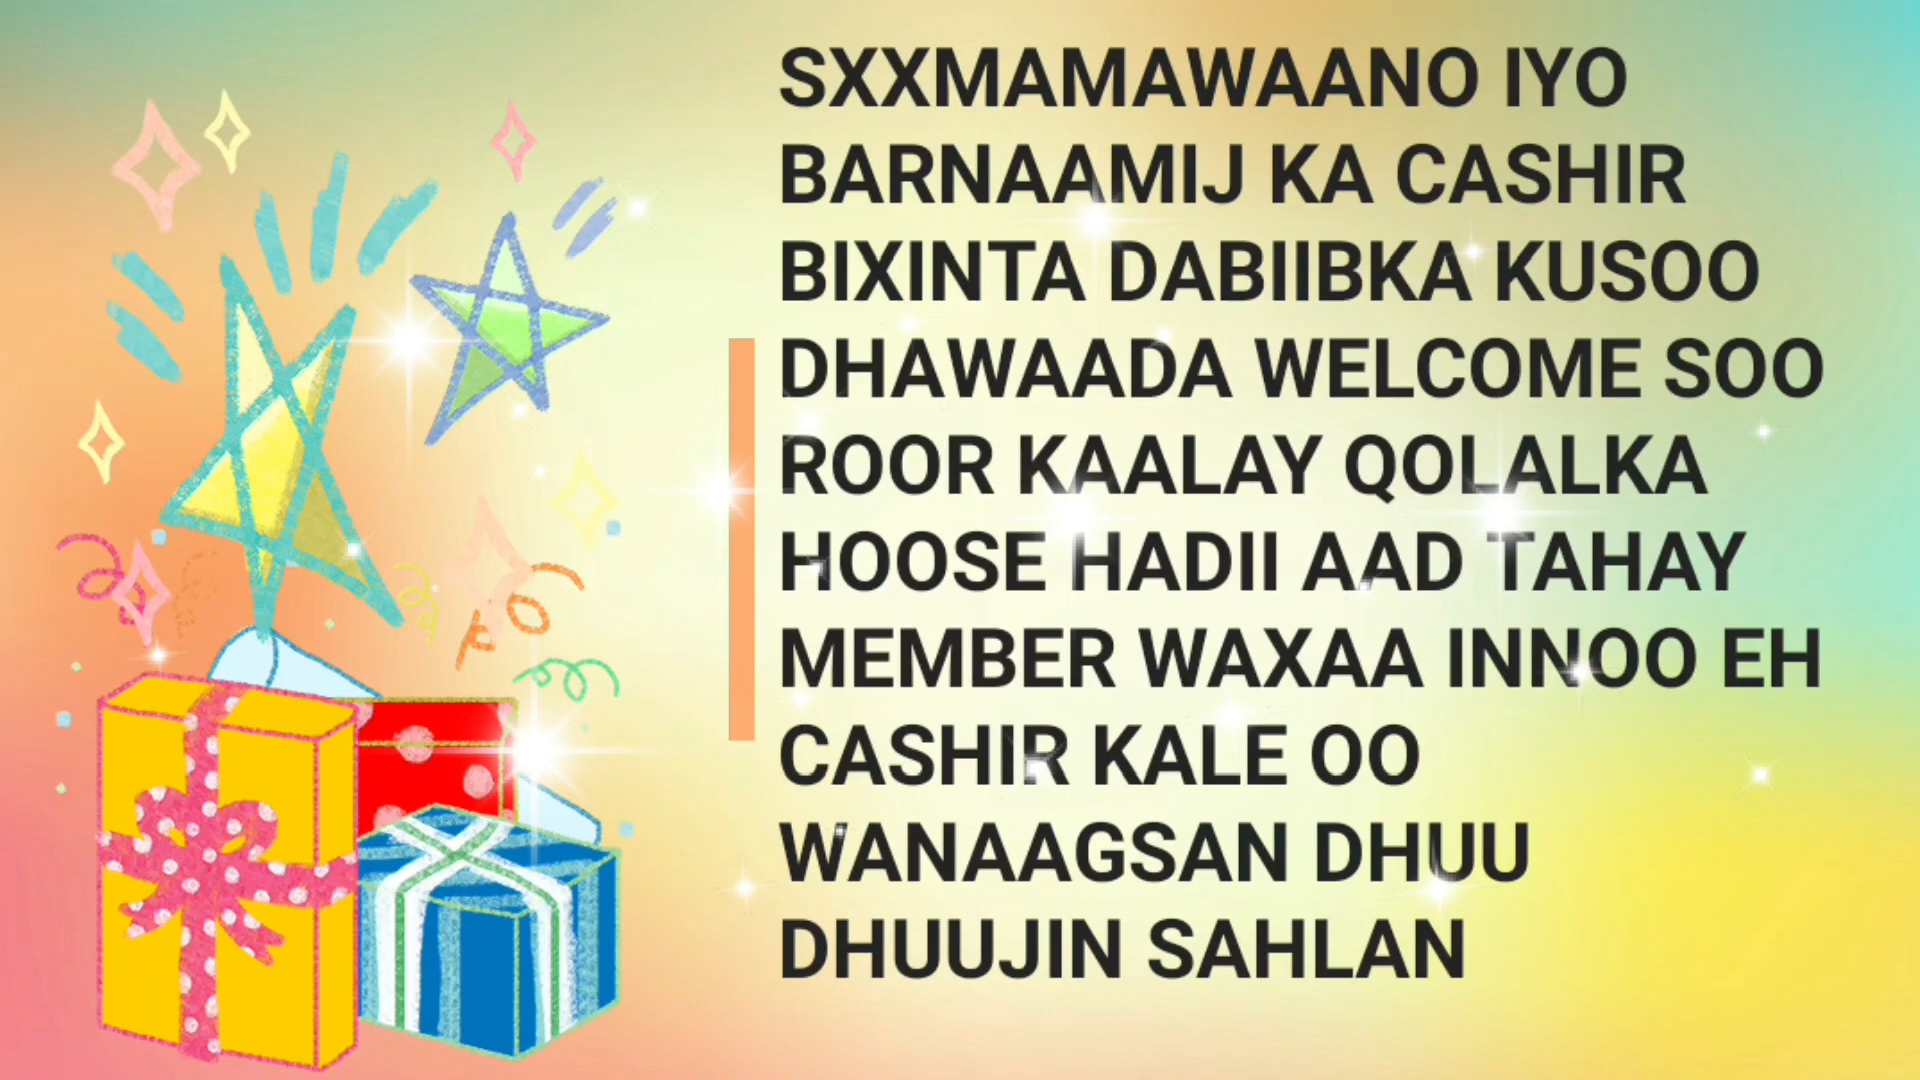 SXXMAMAWAANO IYO
BARNAAMIJ KA CASHIR
BIXINTA DABIIBKA KUSOO
DHAWAADA WELCOME SOO
ROOR KAALAY QOLALKA
HOOSE HADII AAD TAHAY
MEMBER WAXAA INNOO EH
CASHIR KALE OO
WANAAGSAN DHUU
DHUUJIN SAHLAN